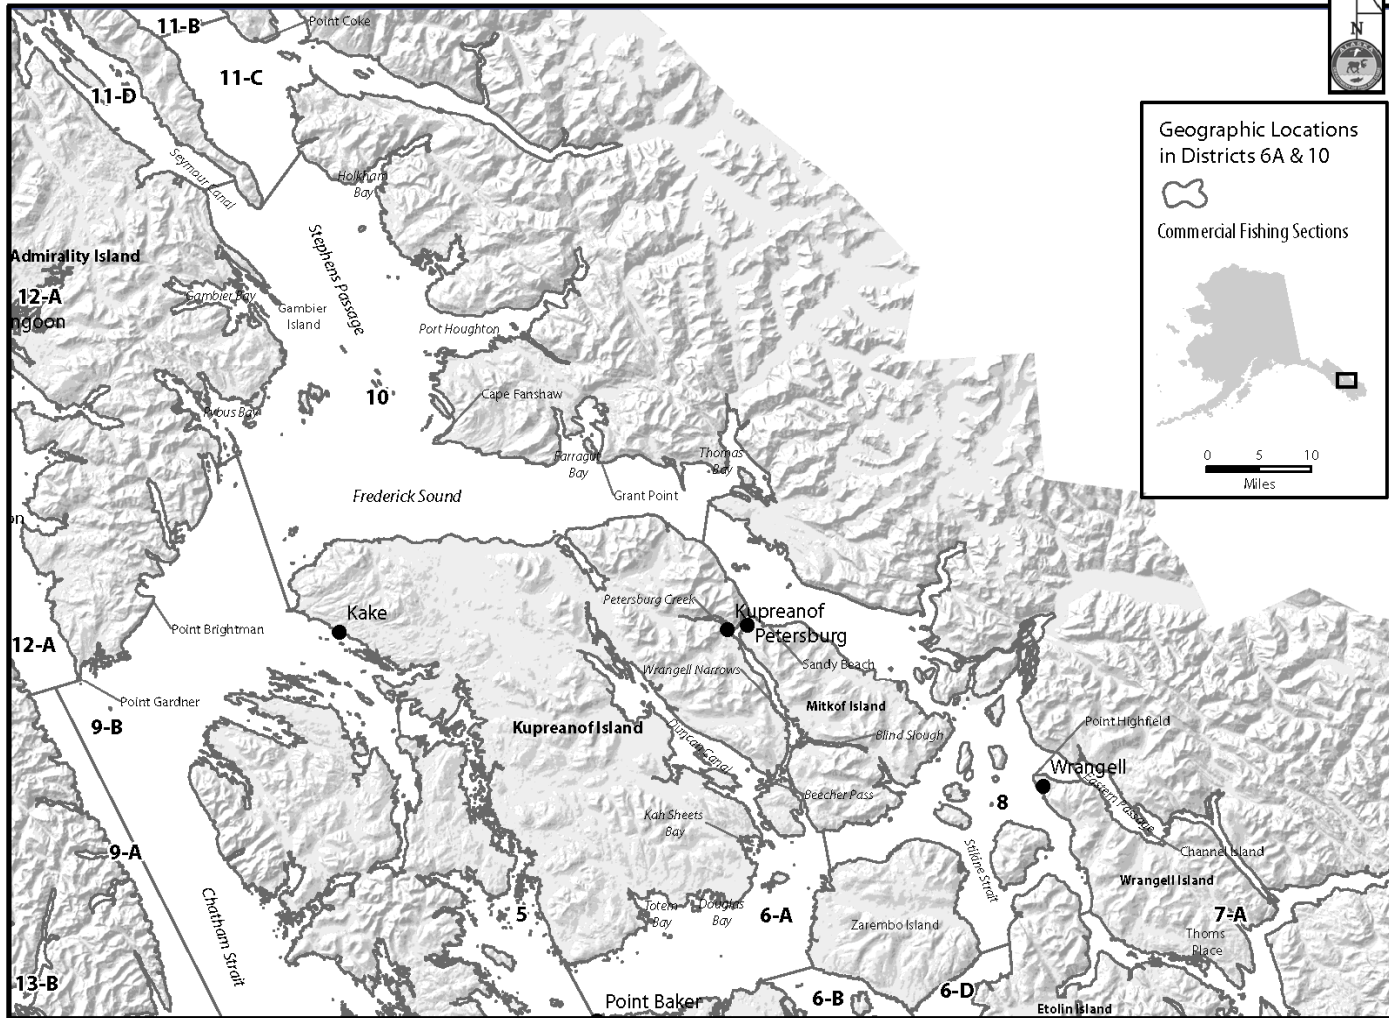 11-B
Point Coke
N
ALASKA
11-C
11-D
Geographic Locations
in Districts 6A & 10
Commercial Fishing Sections
0 5 10
Miles
Seymour Canal
Holkham
Bay
Stephens Passage
Admirality Island
12-A
ngoon
Gambier Bay
Gambier
Island
Port Houghton
10
Cape Fanshaw
Pybus Bay
Farragut
Bay
Thomas
Bay
Grant Point
Frederick Sound
on
Kake
Petersburg Creek
Kupreanof
Petersburg
Point Brightman
12-A
Wrangell Narrows
Sandy Beach
Point Gardner
9-B
Kupreanof Island
Mitkof Island
Duncan Canal
Blind Slough
Point Highfield
Wrangell
Eastern Passage
Beecher Pass
8
Kah Sheets
Bay
9-A
Stikine Strait
Channel Island
Wrangell Island
Chatham Strait
5
Totem
Bay
Douglas
Bay
6-A
Zarembo Island
7-A
Thoms
Place
13-B
Point Baker
6-B
6-D
Etolin island